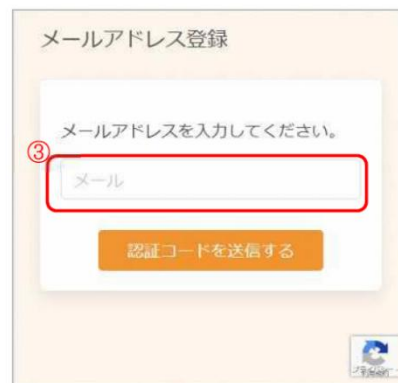 メールアドレス登録
メールアドレスを入力してください。
③
メール
認証コードを送信する